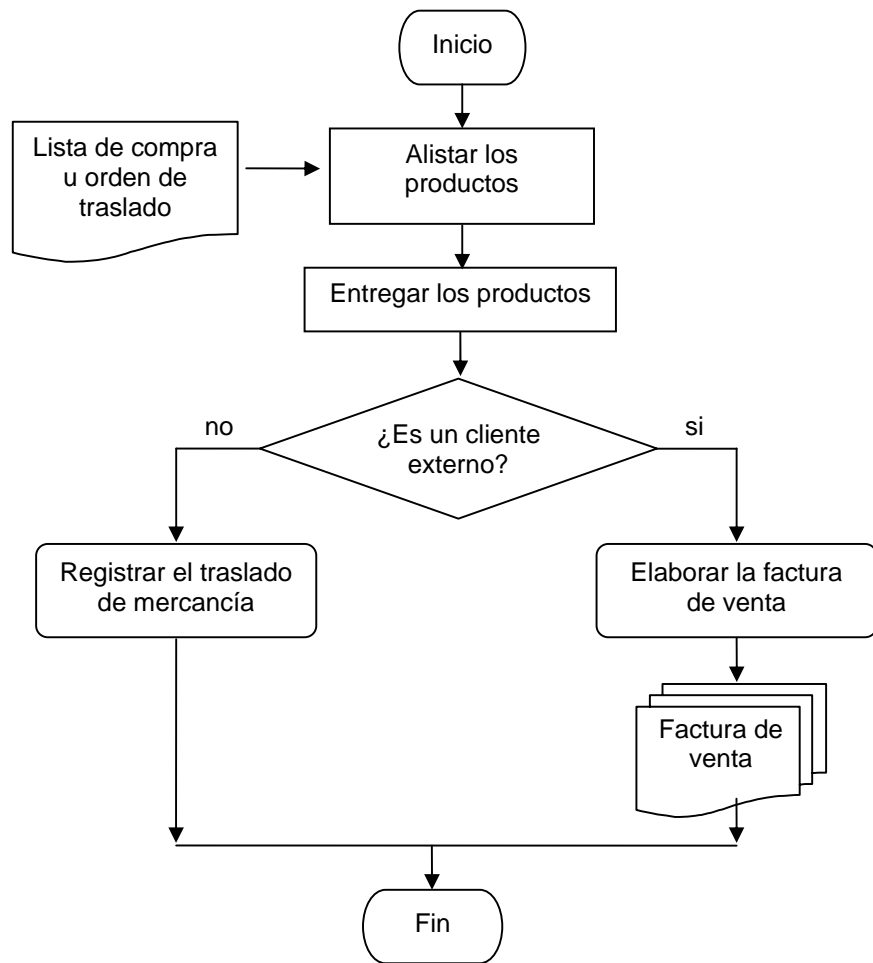 Inicio
Lista de compra
u orden de
traslado
Alistar los
productos
Entregar los productos
¿Es un cliente
externo?
no
si
Registrar el traslado
de mercancía
Elaborar la factura
de venta
Factura de
venta
Fin